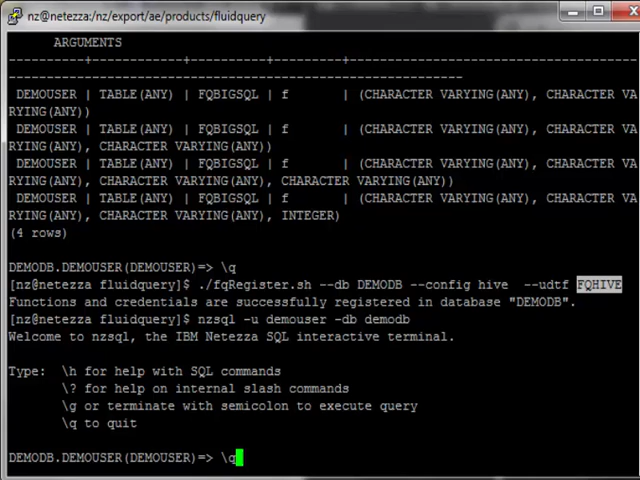 nz@netezza:/nz/export/ae/products/fluidquery
ARGUMENTS
-----------+---------------+----------+----------+----------------------------------
-----------------------------------------------------
DEMOUSER | TABLE(ANY) | FQBIGSQL | f | (CHARACTER VARYING(ANY), CHARACTER VA
RYING(ANY))
DEMOUSER | TABLE(ANY) | FQBIGSQL | f | (CHARACTER VARYING(ANY), CHARACTER VA
RYING(ANY), CHARACTER VARYING(ANY))
DEMOUSER | TABLE(ANY) | FQBIGSQL | f | (CHARACTER VARYING(ANY), CHARACTER VA
RYING(ANY), CHARACTER VARYING(ANY), CHARACTER VARYING(ANY))
DEMOUSER | TABLE(ANY) | FQBIGSQL | f | (CHARACTER VARYING(ANY), CHARACTER VA
RYING(ANY), CHARACTER VARYING(ANY), INTEGER)
(4 rows)
DEMODB.DEMOUSER(DEMOUSER)=> \q
[nz@netezza fluidquery]$ ./fqRegister.sh --db DEMODB --config hive --udtf FQHIVE
Functions and credentials are successfully registered in database "DEMODB".
[nz@netezza fluidquery]$ nzsql -u demouser -db demodb
Welcome to nzsql, the IBM Netezza SQL interactive terminal.
Type: \h for help with SQL commands
\? for help on internal slash commands
\g or terminate with semicolon to execute query
\q to quit
DEMODB.DEMOUSER(DEMOUSER)=> \q